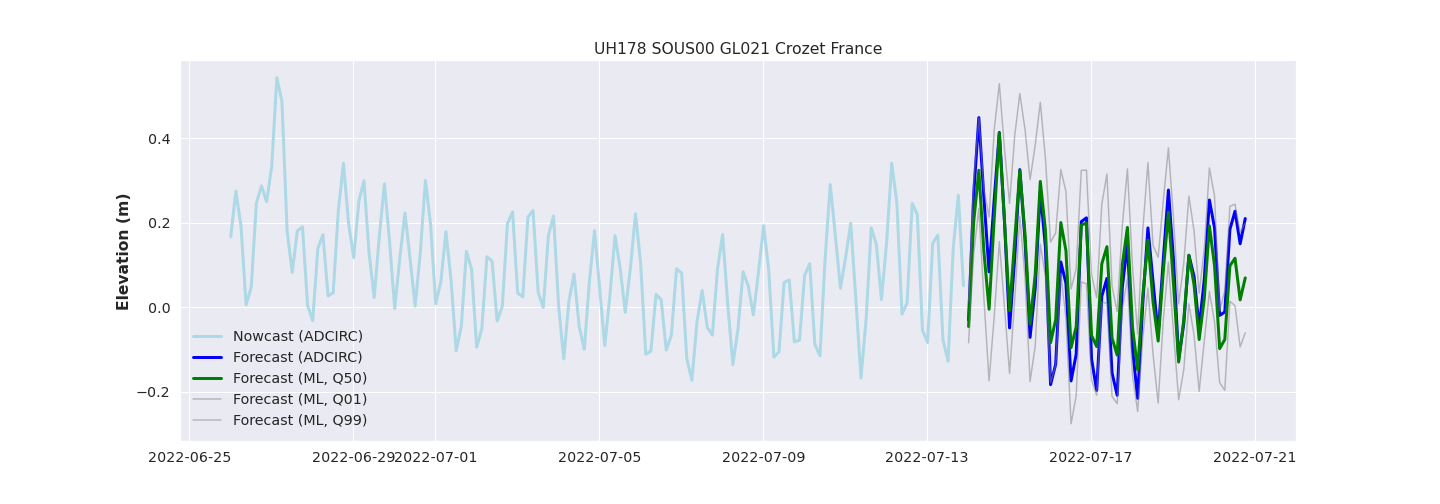 UH178 SOUS00 GL021 Crozet France
Elevation (m)
0.4
0.2
0.0
−0.2
Nowcast (ADCIRC)
Forecast (ADCIRC)
Forecast (ML, Q50)
Forecast (ML, Q01)
Forecast (ML, Q99)
2022-06-25 2022-06-29 2022-07-01 2022-07-05 2022-07-09 2022-07-13 2022-07-17 2022-07-21